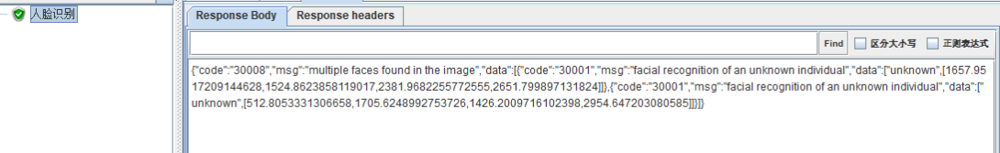 人脸识别
Response Body Response headers
Find 区分大小写 正则表达式
{"code":"30008","msg":"multiple faces found in the image","data":[{"code":"30001","msg":"facial recognition of an unknown individual","data":["unknown",[1657.95
17209144628,1524.8623858119017,2381.9682255772555,2651.799897131824]]},{"code":"30001","msg":"facial recognition of an unknown individual","data":["
unknown",[512.8053331306658,1705.6248992753726,1426.2009716102398,2954.647203080585]]}]}